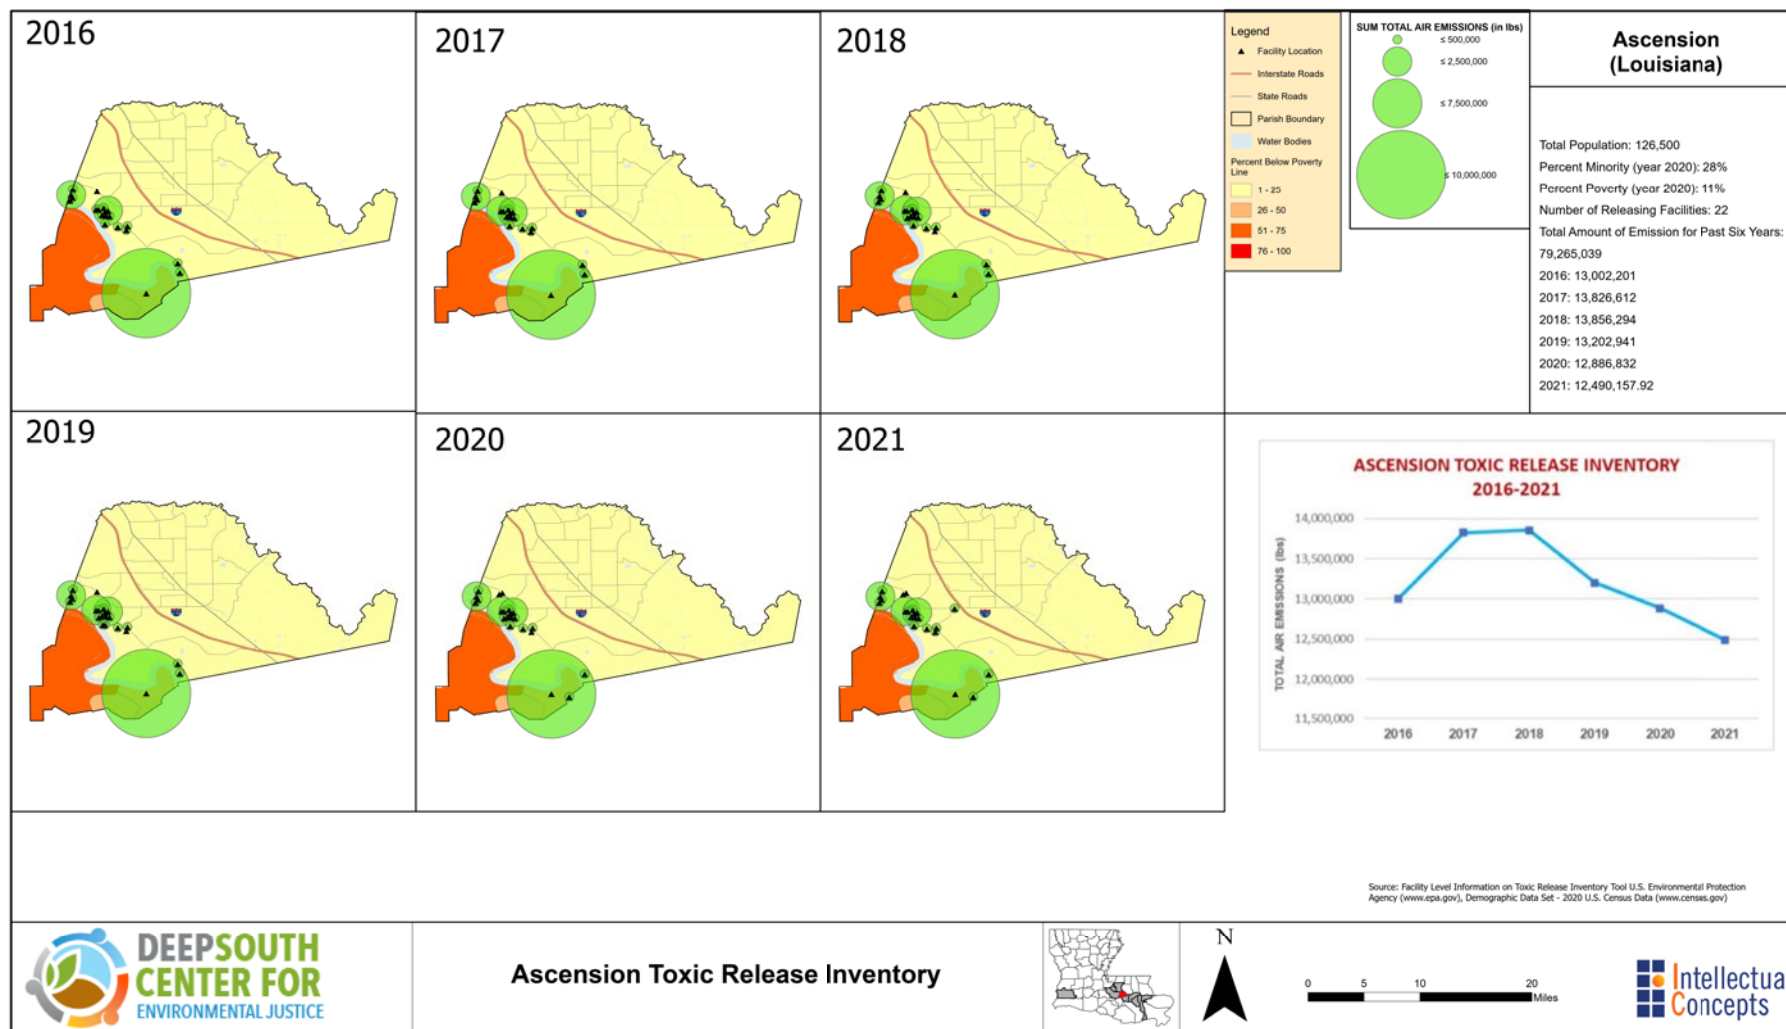 2016
2017
2018
Legend
Facility Location
Interstate Roads
State Roads
Parish Boundary
Water Bodies
Percent Below Poverty
Line
1 - 25
26 - 50
51 - 75
76 - 100
SUM TOTAL AIR EMISSIONS (in lbs)
≤ 500,000
≤ 2,500,000
≤ 7,500,000
≤ 10,000,000
Ascension
(Louisiana)
Total Population: 126,500
Percent Minority (year 2020): 28%
Percent Poverty (year 2020): 11%
Number of Releasing Facilities: 22
Total Amount of Emission for Past Six Years:
79,265,039
2016: 13,002,201
2017: 13,826,612
2018: 13,856,294
2019: 13,202,941
2020: 12,886,832
2021: 12,490,157.92
2019
2020
2021
ASCENSION TOXIC RELEASE INVENTORY
2016-2021
TOTAL AIR EMISSIONS (lbs)
14,000,000
13,500,000
13,000,000
12,500,000
12,000,000
11,500,000
2016 2017 2018 2019 2020 2021
Source: Facility Level Information on Toxic Release Inventory Tool U.S. Environmental Protection
Agency (www.epa.gov), Demographic Data Set - 2020 U.S. Census Data (www.census.gov)
DEEPSOUTH
CENTER FOR
ENVIRONMENTAL JUSTICE
Ascension Toxic Release Inventory
N
0 5 10 20
Miles
Intellectua
Concepts